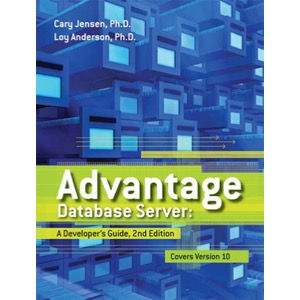 Cary Jensen, Ph.D.
Loy Anderson, Ph.D.
Advantage
Database Server:
A Developer's Guide, 2nd Edition
Covers Version 10